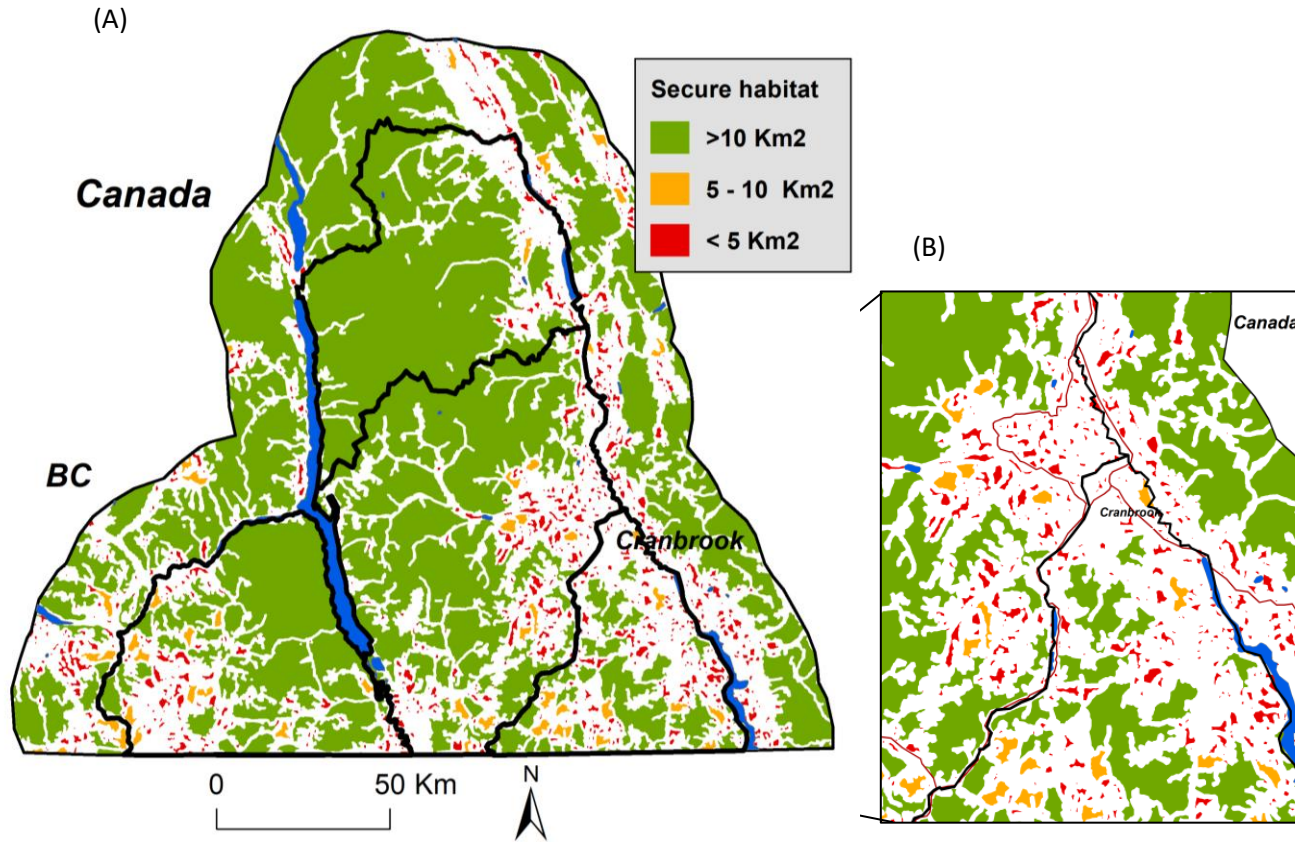 (A)
Secure habitat
>10 Km2
5 - 10 Km2
< 5 Km2
Canada
(B)
Canada
BC
Cranbrook
Cranbrook
0 50 Km
N